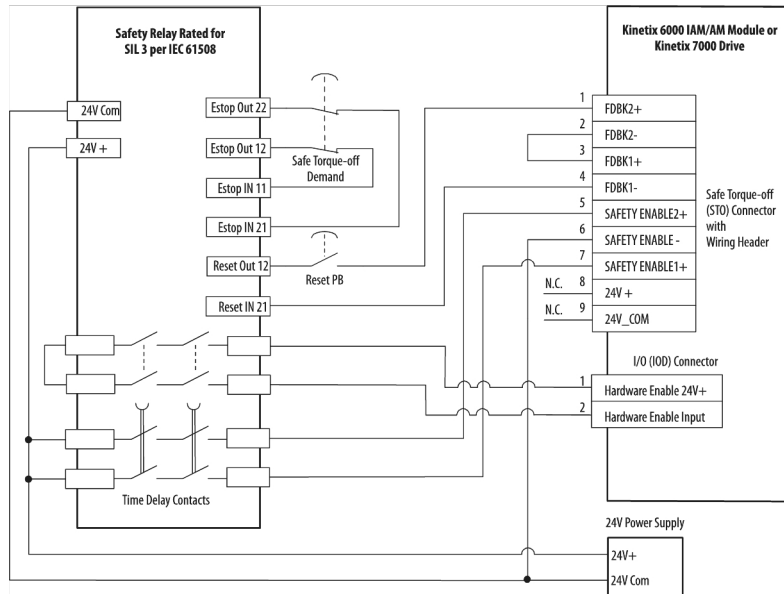 Safety Relay Rated for
SIL 3 per IEC 61508
24V Com
24V +
Estop Out 22
Estop Out 12
Estop IN 11
Estop IN 21
Reset Out 12
Reset IN 21
Safe Torque-off
Demand
Reset PB
Time Delay Contacts
Kinetix 6000 IAM/AM Module or
Kinetix 7000 Drive
1 FDBK2+
2 FDBK2-
3 FDBK1+
4 FDBK1-
5 SAFETY ENABLE2+
6 SAFETY ENABLE -
7 SAFETY ENABLE1+
N.C. 8 24V +
N.C. 9 24V_COM
Safe Torque-off
(STO) Connector
with
Wiring Header
I/O (IOD) Connector
1 Hardware Enable 24V+
2 Hardware Enable Input
24V Power Supply
24V+
24V Com